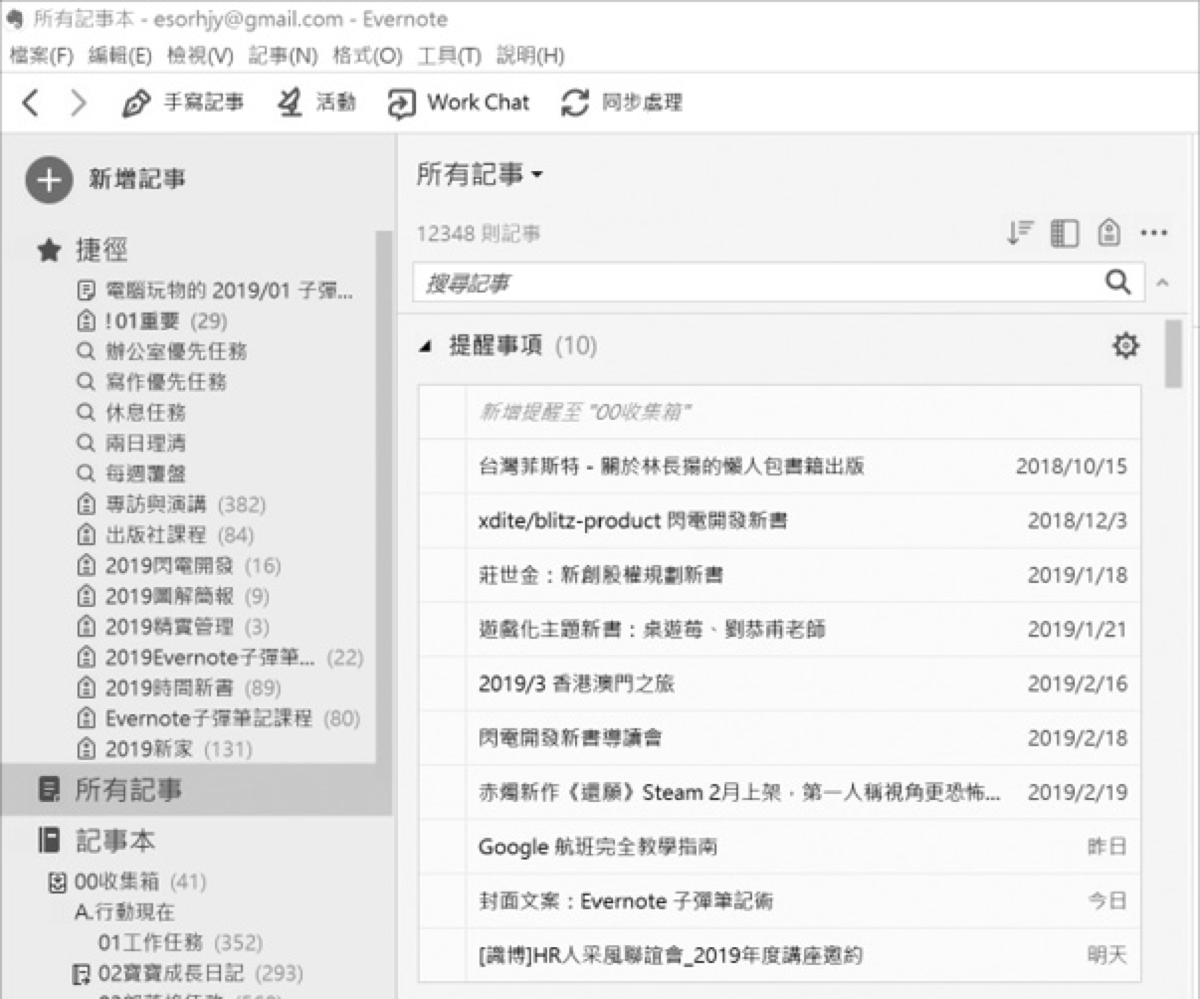 所有記事本 - esorhjy@gmail.com - Evernote
檔案(F) 編輯(E) 檢視(V) 記事(N) 格式(O) 工具(T) 說明(H)
手寫記事 活動 Work Chat 同步處理
新增記事
捷徑
電腦玩物的 2019/01 子彈...
!01重要 (29)
辦公室優先任務
寫作優先任務
休息任務
兩日理清
每週覆盤
專訪與演講 (382)
出版社課程 (84)
2019閃電開發 (16)
2019圖解簡報 (9)
2019精實管理 (3)
2019Evernote子彈筆... (22)
2019時間新書 (89)
Evernote子彈筆記課程 (80)
2019新家 (131)
所有記事
記事本
00收集箱 (41)
A.行動現在
01工作任務 (352)
02寶寶成長日記 (293)
所有記事
12348 則記事
搜尋記事
提醒事項 (10)
新增提醒至 "00收集箱"
台灣菲斯特 - 關於林長揚的懶人包書籍出版 2018/10/15
xdite/blitz-product 閃電開發新書 2018/12/3
莊世金：新創股權規劃新書 2019/1/18
遊戲化主題新書：桌遊莓、劉恭甫老師 2019/1/21
2019/3 香港澳門之旅 2019/2/16
閃電開發新書導讀會 2019/2/18
赤燭新作《還願》Steam 2月上架，第一人稱視角更恐怖... 2019/2/19
Google 航班完全教學指南 昨日
封面文案：Evernote 子彈筆記術 今日
[識博]HR人采風聯誼會_2019年度講座邀約 明天